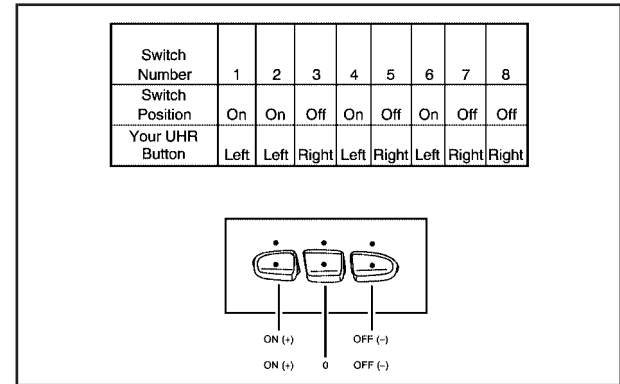 Switch
Number 1 2 3 4 5 6 7 8
Switch
Position On On Off On Off On Off Off
Your UHR
Button Left Left Right Left Right Left Right Right
ON (+) OFF (–)
ON (+) 0 OFF (–)